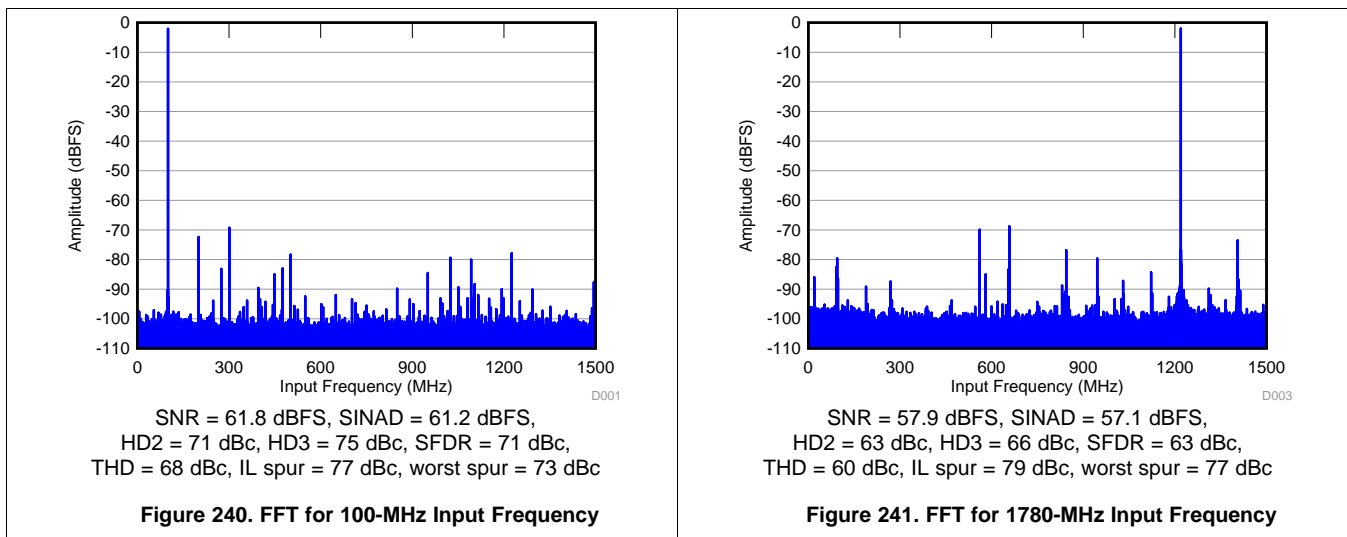 0
-10
-20
-30
-40
-50
-60
-70
-80
-90
-100
-110
Amplitude (dBFS)
0 300 600 900 1200 1500
Input Frequency (MHz)
D001
SNR = 61.8 dBFS, SINAD = 61.2 dBFS,
HD2 = 71 dBc, HD3 = 75 dBc, SFDR = 71 dBc,
THD = 68 dBc, IL spur = 77 dBc, worst spur = 73 dBc
Figure 240. FFT for 100-MHz Input Frequency
0
-10
-20
-30
-40
-50
-60
-70
-80
-90
-100
-110
Amplitude (dBFS)
0 300 600 900 1200 1500
Input Frequency (MHz)
D003
SNR = 57.9 dBFS, SINAD = 57.1 dBFS,
HD2 = 63 dBc, HD3 = 66 dBc, SFDR = 63 dBc,
THD = 60 dBc, IL spur = 79 dBc, worst spur = 77 dBc
Figure 241. FFT for 1780-MHz Input Frequency